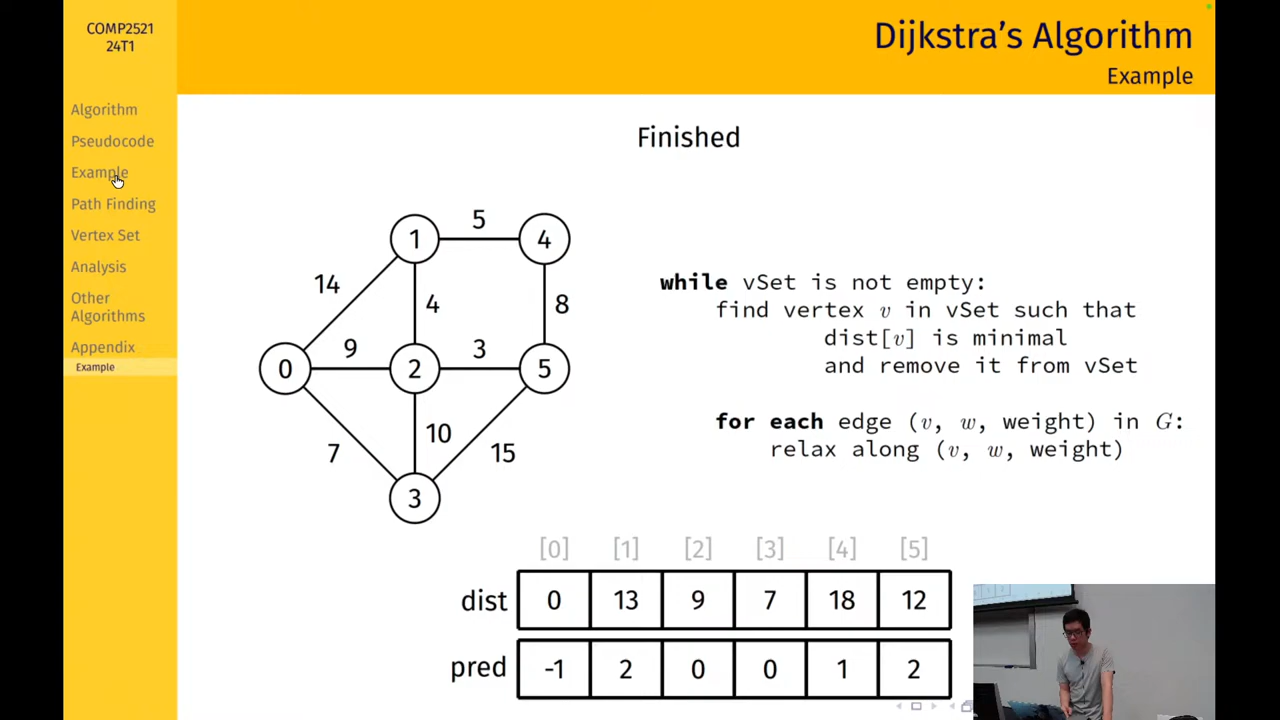 COMP2521
24T1
Dijkstra's Algorithm
Example
Algorithm
Pseudocode
Example
Path Finding
Vertex Set
Analysis
Other
Algorithms
Appendix
Example
Finished
1 5 4
14
4 8
9 3
0 2 5
10
7 15
3
while vSet is not empty:
find vertex v in vSet such that
dist[v] is minimal
and remove it from vSet
for each edge (v, w, weight) in G:
relax along (v, w, weight)
[0] [1] [2] [3] [4] [5]
dist 0 13 9 7 18 12
pred -1 2 0 0 1 2